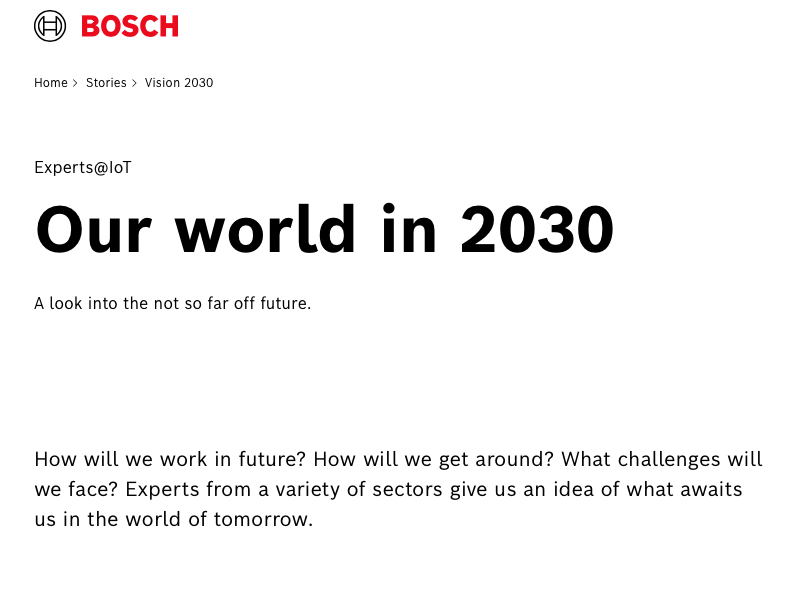 BOSCH
Home > Stories > Vision 2030
Experts@IoT
Our world in 2030
A look into the not so far off future.
How will we work in future? How will we get around? What challenges will
we face? Experts from a variety of sectors give us an idea of what awaits
us in the world of tomorrow.